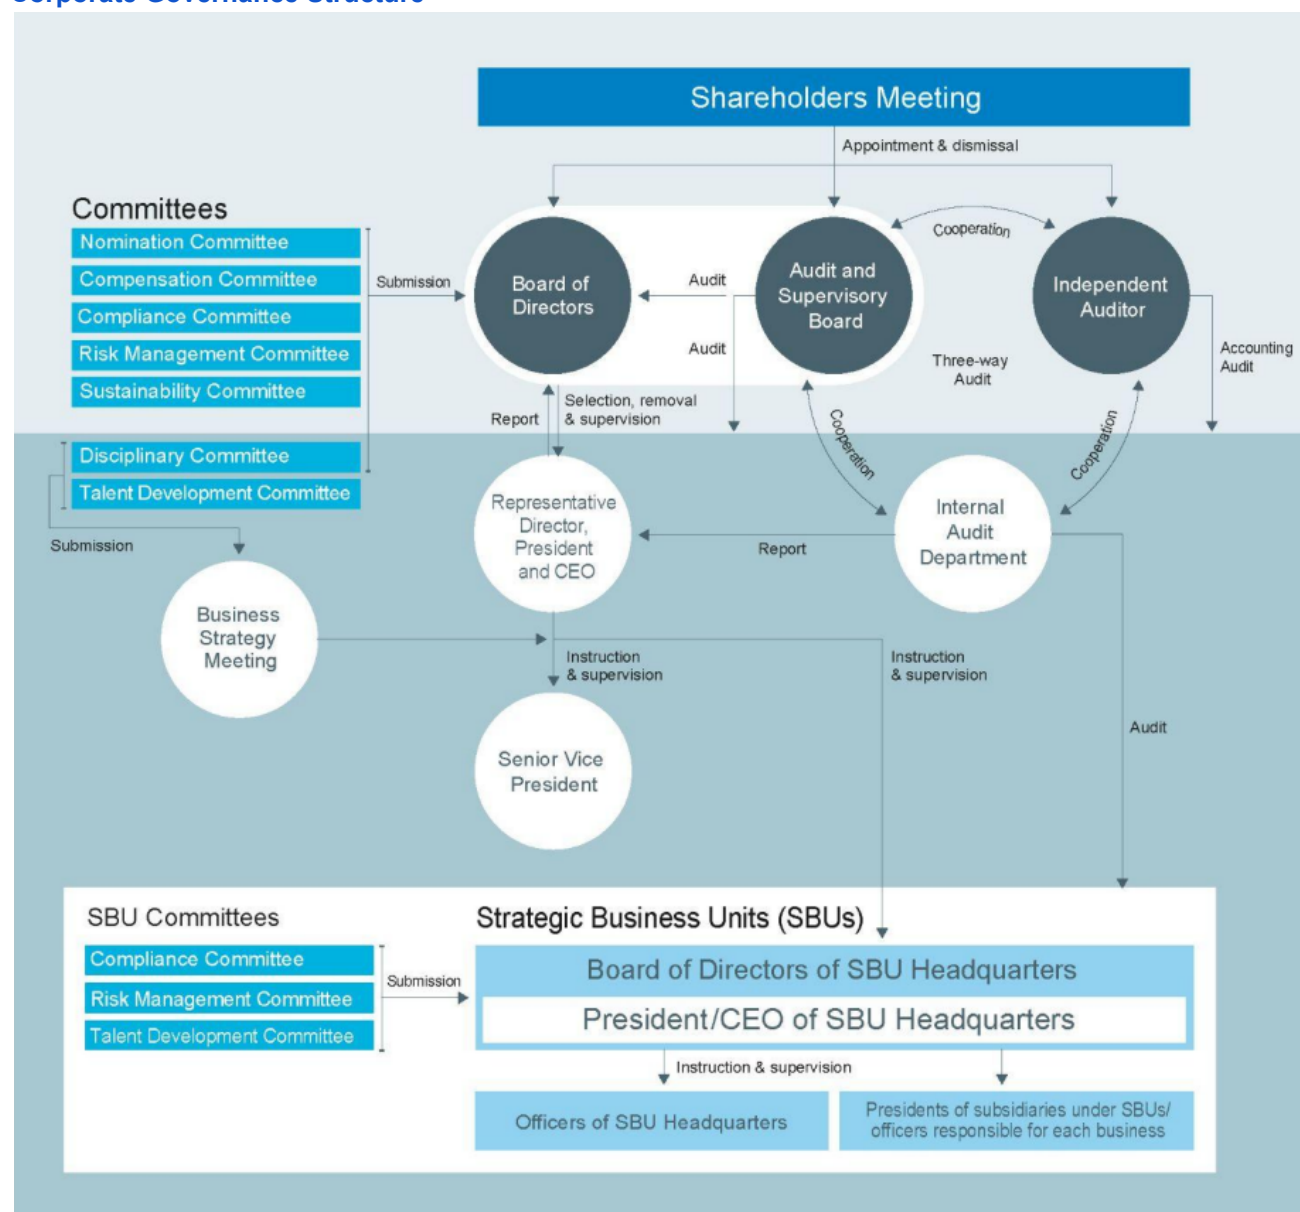 Corporate Governance Structure
Shareholders Meeting
Appointment & dismissal
Committees
Nomination Committee
Compensation Committee
Compliance Committee
Risk Management Committee
Sustainability Committee
Disciplinary Committee
Talent Development Committee
Submission
Board of
Directors
Audit
Audit
Audit and
Supervisory
Board
Cooperation
Independent
Auditor
Three-way
Audit
Accounting
Audit
Report
Selection, removal
& supervision
Cooperation
Cooperation
Submission
Representative
Director,
President
and CEO
Report
Internal
Audit
Department
Business
Strategy
Meeting
Instruction
& supervision
Instruction
& supervision
Audit
Senior Vice
President
SBU Committees
Compliance Committee
Risk Management Committee
Talent Development Committee
Submission
Strategic Business Units (SBUs)
Board of Directors of SBU Headquarters
President/CEO of SBU Headquarters
Instruction & supervision
Officers of SBU Headquarters
Presidents of subsidiaries under SBUs/
officers responsible for each business